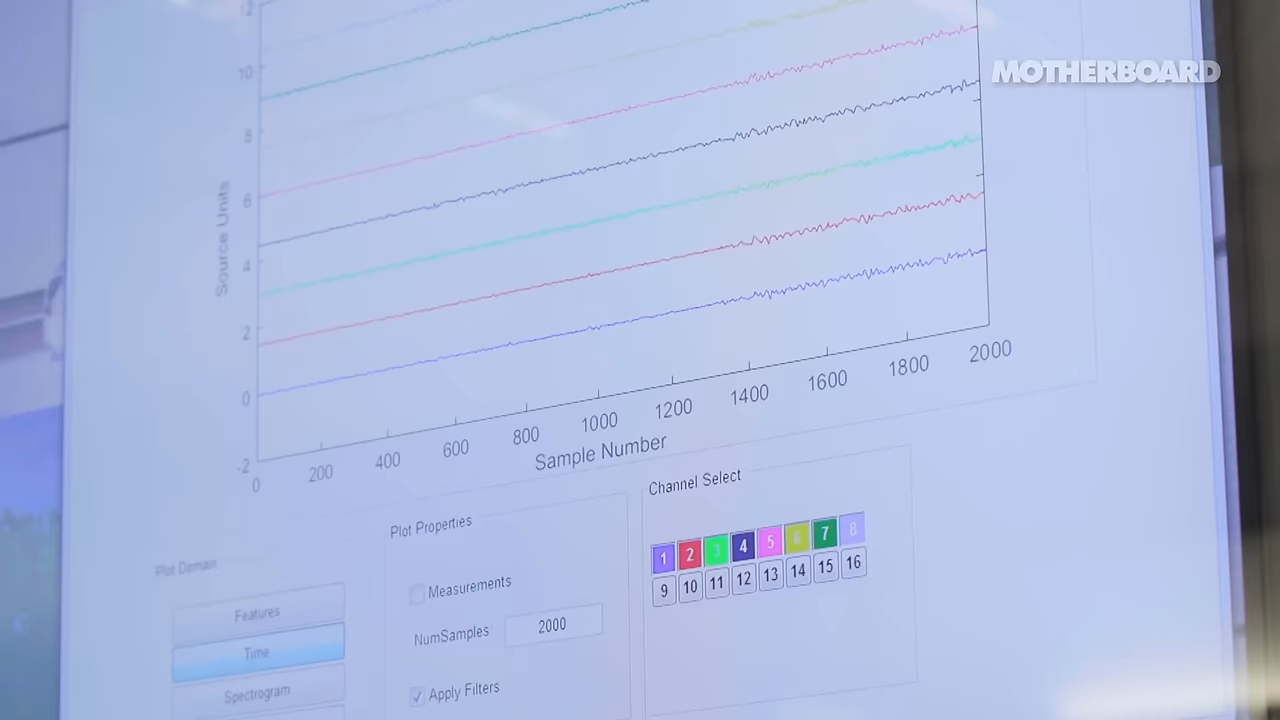 MOTHERBOARD
12
10
8
6
4
2
0
-2
Source Units
0 200 400 600 800 1000 1200 1400 1600 1800 2000
Sample Number
Channel Select
1 2 3 4 5 6 7 8
9 10 11 12 13 14 15 16
Plot Properties
Measurements
NumSamples: 2000
Apply Filters
Plot Domain
Features
Time
Spectrogram